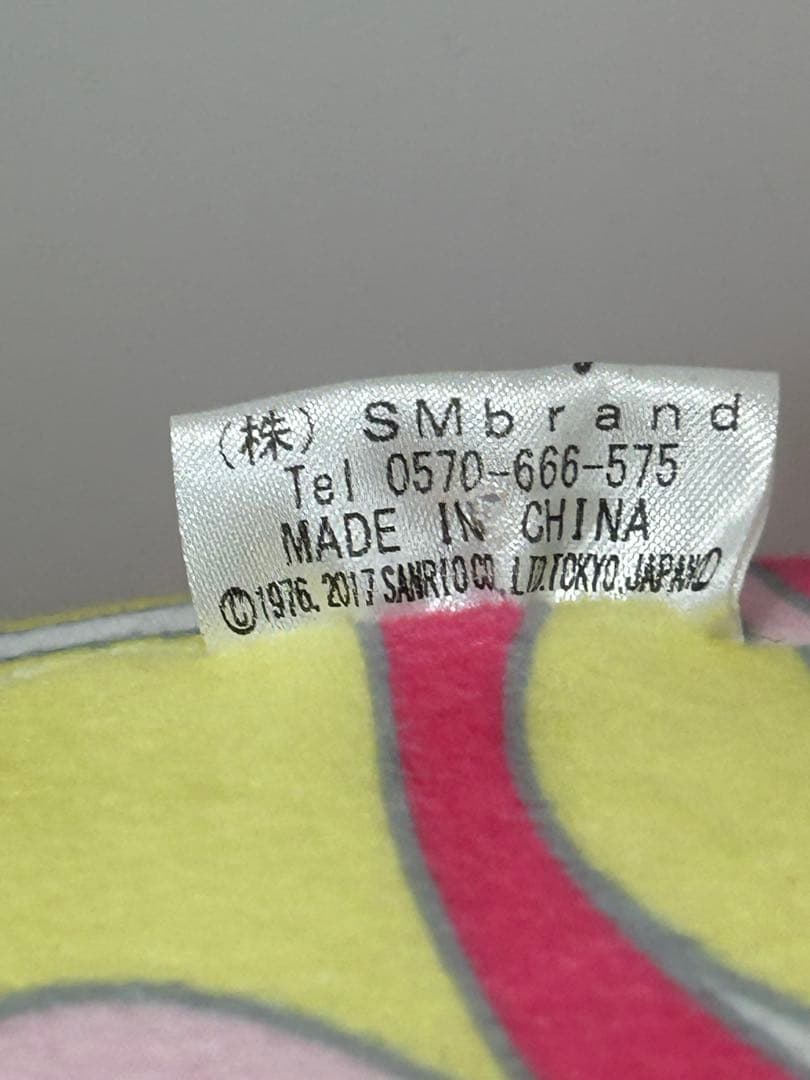 (株) SMbrand
Tel 0570-666-575
MADE IN CHINA
©1976, 2017 SANRIO CO., LTD.TOKYO,JAPAN Ⓛ